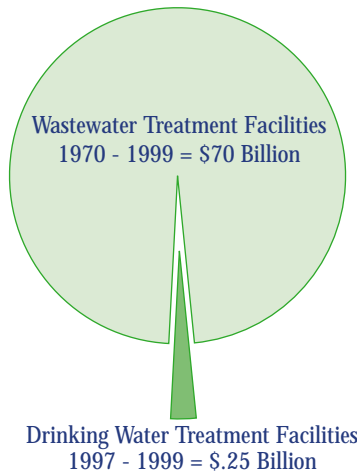 Wastewater Treatment Facilities
1970 - 1999 = $70 Billion
Drinking Water Treatment Facilities
1997 - 1999 = $.25 Billion